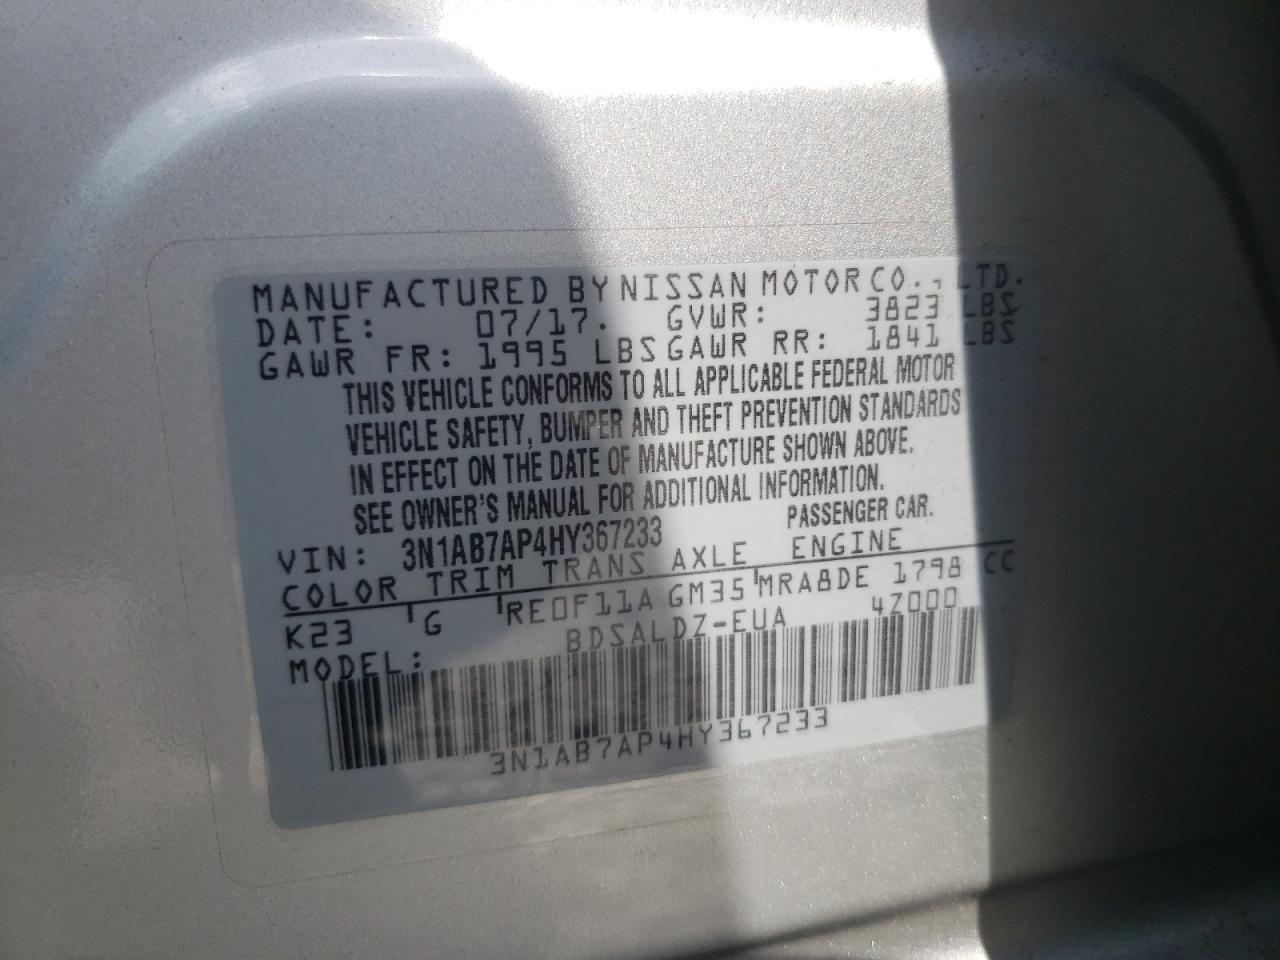 MANUFACTURED BY NISSAN MOTOR CO., LTD.
DATE: 07/17. GVWR: 3823 LBS
GAWR FR: 1995 LBS GAWR RR: 1841 LBS
THIS VEHICLE CONFORMS TO ALL APPLICABLE FEDERAL MOTOR
VEHICLE SAFETY, BUMPER AND THEFT PREVENTION STANDARDS
IN EFFECT ON THE DATE OF MANUFACTURE SHOWN ABOVE.
SEE OWNER'S MANUAL FOR ADDITIONAL INFORMATION.
VIN: 3N1AB7AP4HY367233 PASSENGER CAR.
COLOR TRIM TRANS AXLE ENGINE
K23 G RE0F11A GM35 MRA8DE 1798 CC
MODEL: BDSALDZ-EUA 4Z000
3N1AB7AP4HY367233